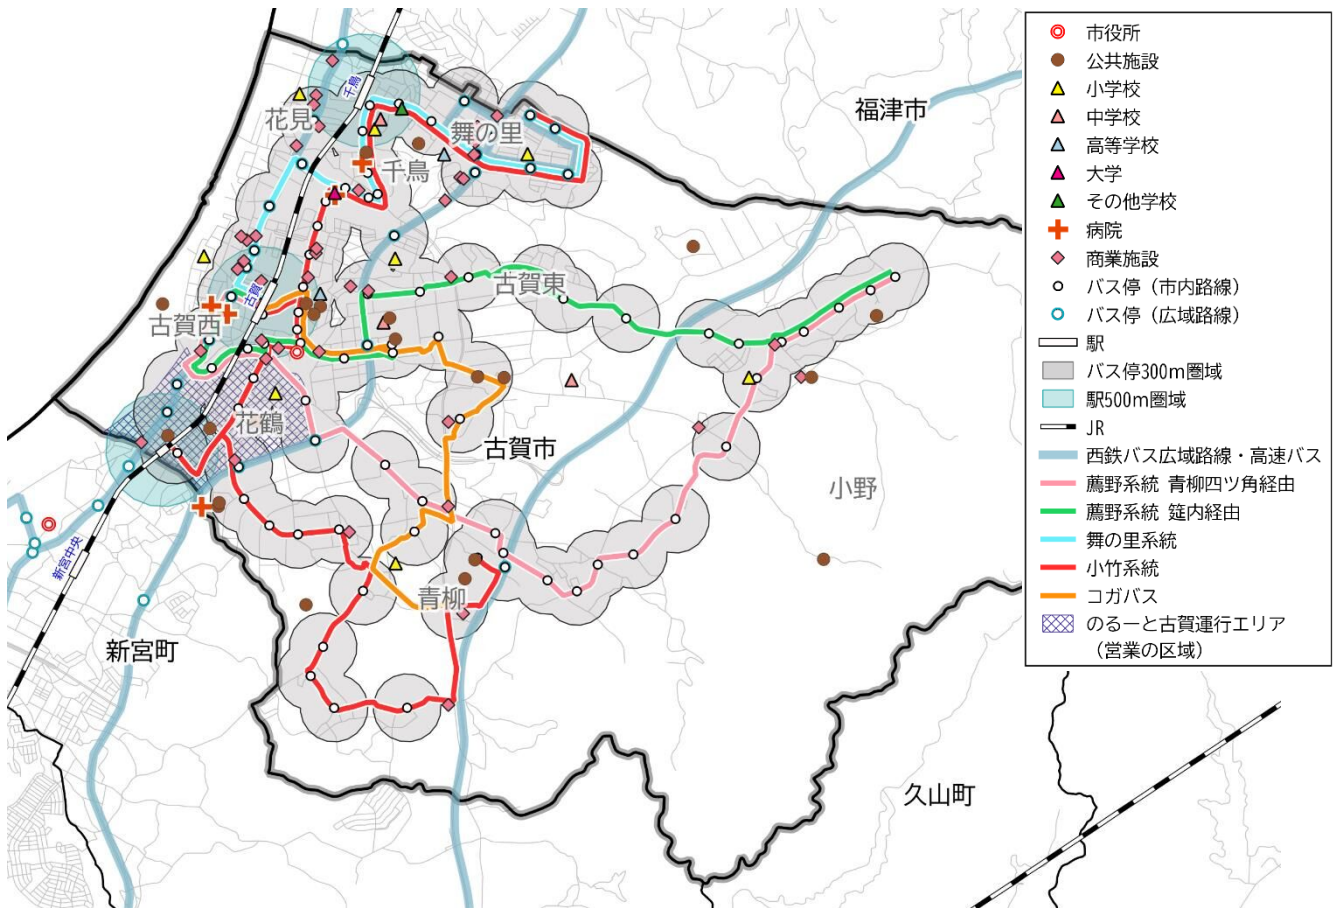 市役所
公共施設
小学校
中学校
高等学校
大学
その他学校
病院
商業施設
バス停（市内路線）
バス停（広域路線）
駅
バス停300m圏域
駅500m圏域
JR
西鉄バス広域路線・高速バス
薦野系統 青柳四ツ角経由
薦野系統 筵内経由
舞の里系統
小竹系統
コガバス
のるーと古賀運行エリア
（営業の区域）
福津市
千鳥
花見
舞の里
千鳥
古賀東
古賀
古賀西
花鶴
古賀市
小野
新宮中央
青柳
新宮町
久山町